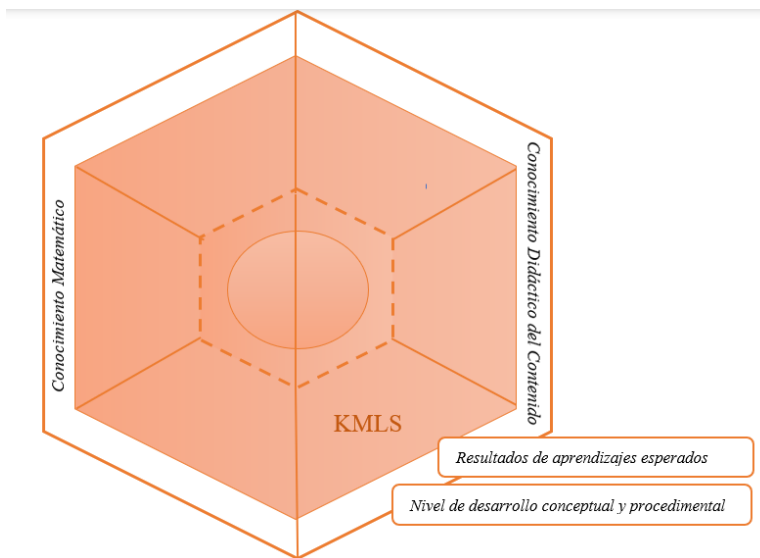 Conocimiento Matemático
Conocimiento Didáctico del Contenido
KMLS
Resultados de aprendizajes esperados
Nivel de desarrollo conceptual y procedimental